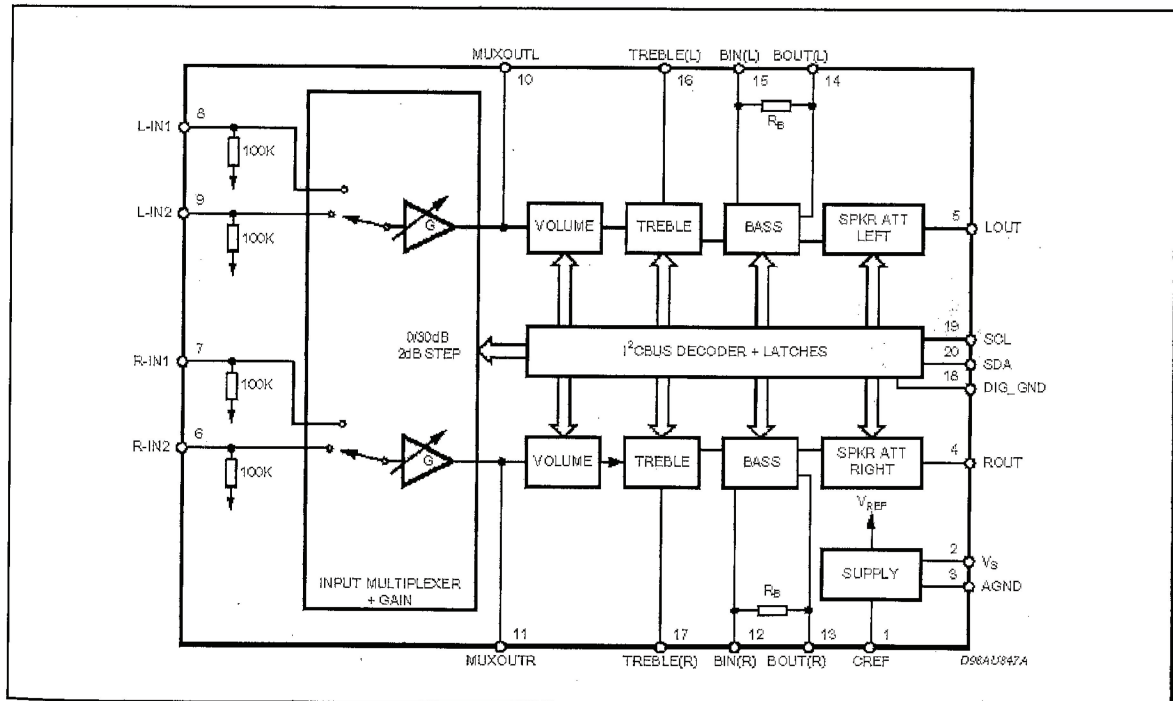 MUXOUTL TREBLE(L) BIN(L) BOUT(L)
10 16 15 14
8
L-IN1
100K
RB
9
L-IN2
100K
G
VOLUME TREBLE BASS SPKR ATT LEFT
5
LOUT
0/30dB
2dB STEP
I²CBUS DECODER + LATCHES
19
SCL
20
SDA
18
DIG_GND
7
R-IN1
100K
6
R-IN2
100K
G
VOLUME TREBLE BASS SPKR ATT RIGHT
4
ROUT
VREF
SUPPLY
2
VS
3
AGND
INPUT MULTIPLEXER
+ GAIN
RB
11 17 12 13 1
MUXOUTR TREBLE(R) BIN(R) BOUT(R) CREF
D96AU847A